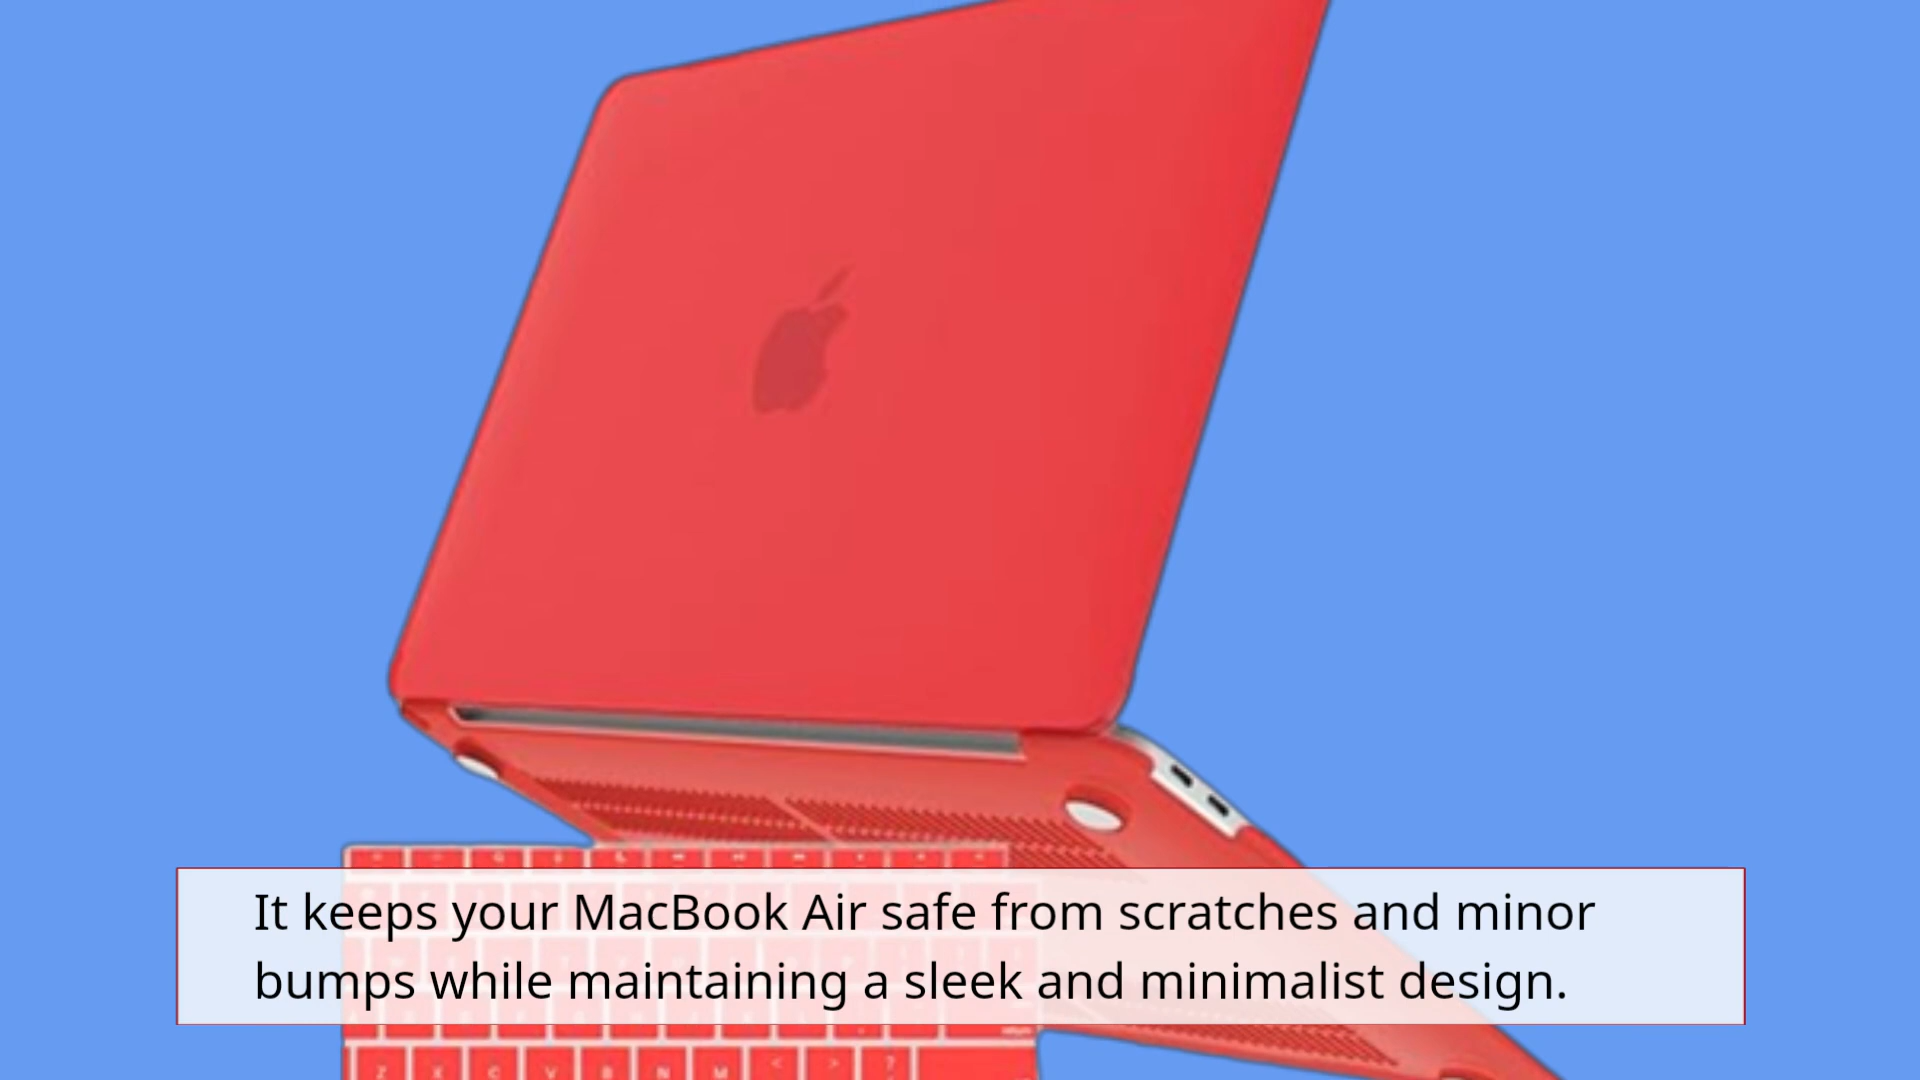 It keeps your MacBook Air safe from scratches and minor
bumps while maintaining a sleek and minimalist design.
Z X C V B N M < > ?